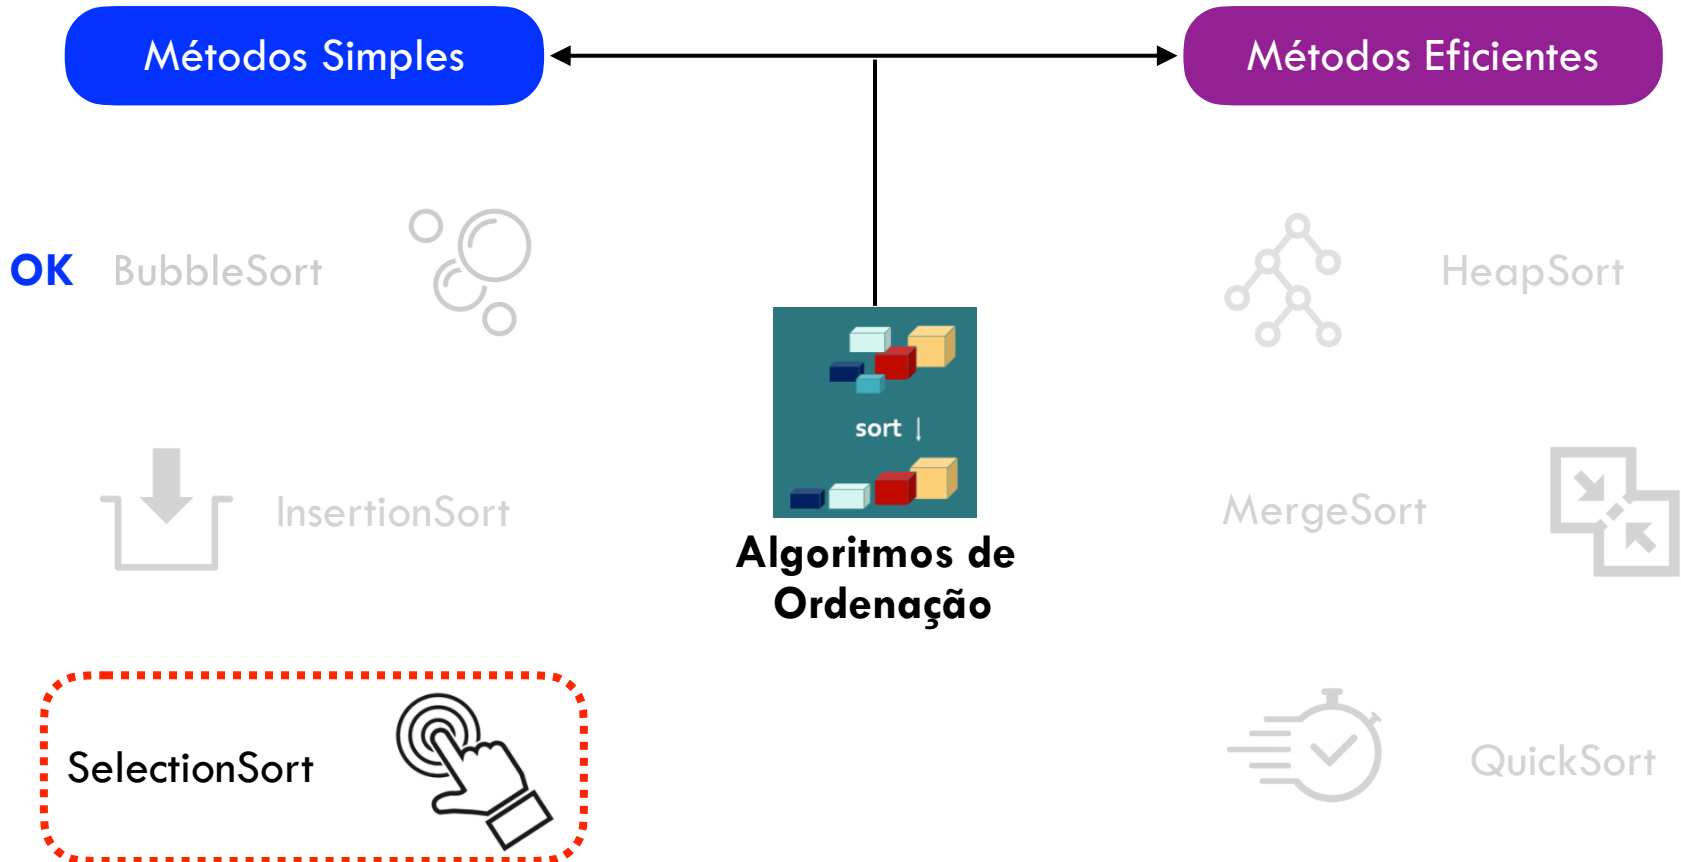 Métodos Simples
Métodos Eficientes
OK BubbleSort
HeapSort
sort
InsertionSort
MergeSort
Algoritmos de
Ordenação
SelectionSort
QuickSort